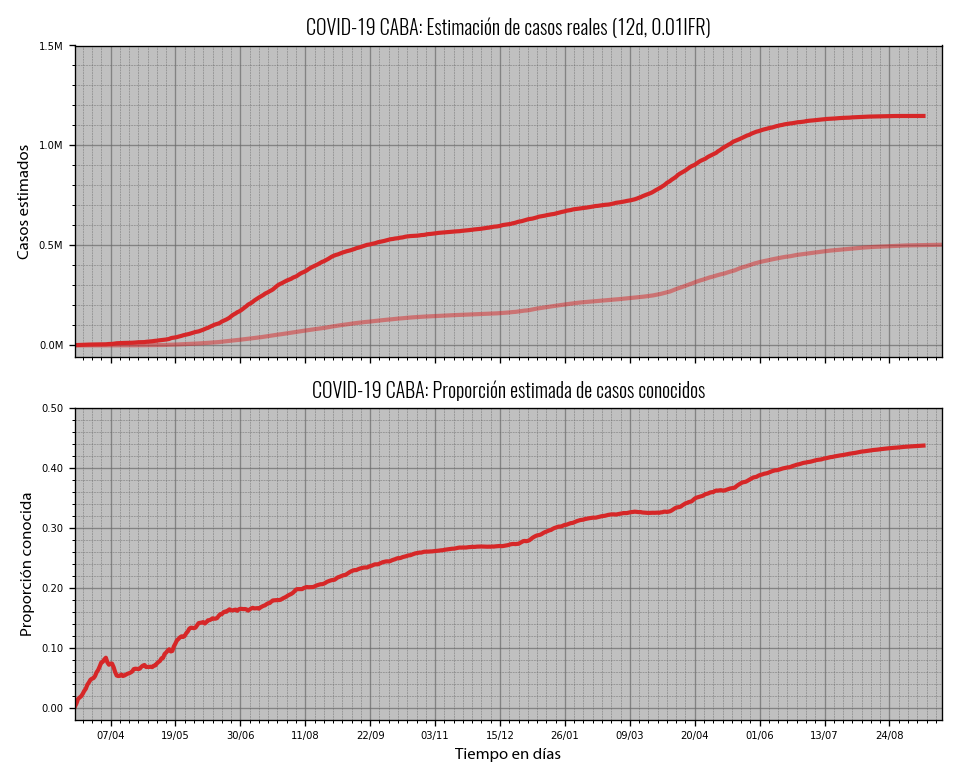 COVID-19 CABA: Estimación de casos reales (12d, 0.01IFR)
1.5M
1.0M
0.5M
0.0M
Casos estimados
COVID-19 CABA: Proporción estimada de casos conocidos
0.50
0.40
0.30
0.20
0.10
0.00
Proporción conocida
07/04 19/05 30/06 11/08 22/09 03/11 15/12 26/01 09/03 20/04 01/06 13/07 24/08
Tiempo en días